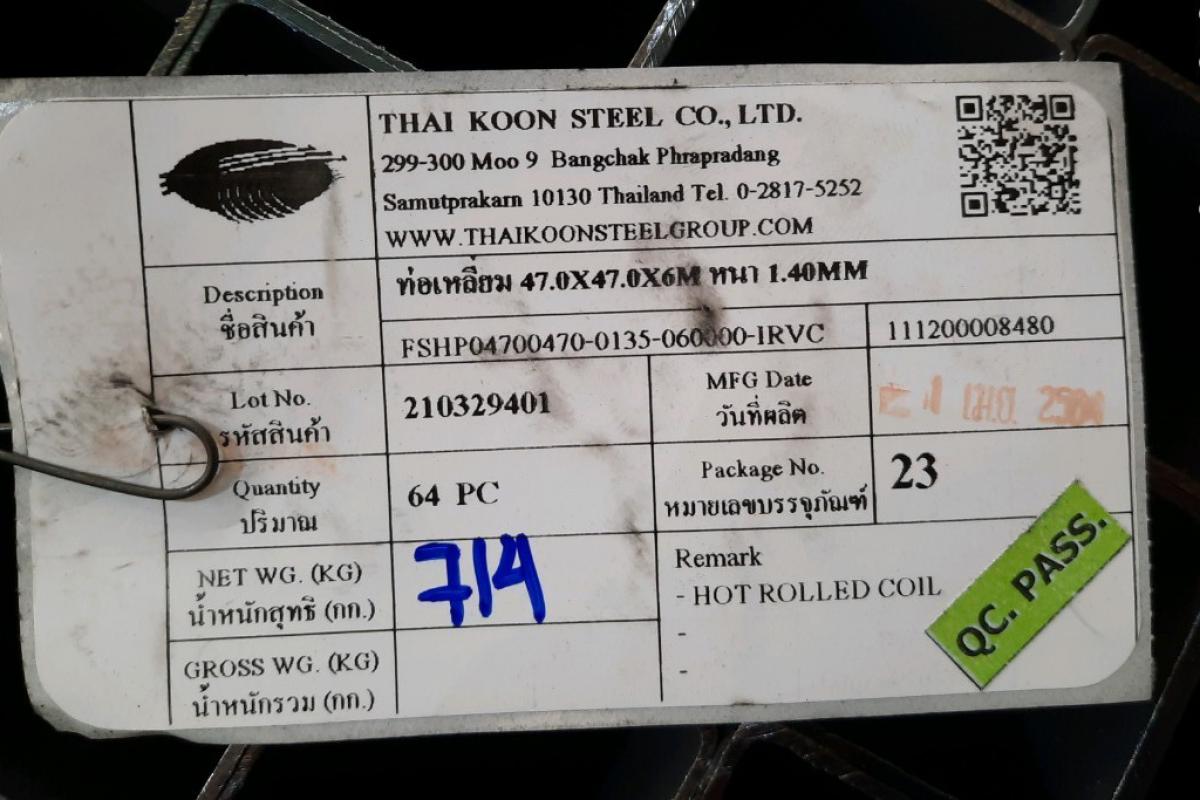 THAI KOON STEEL CO., LTD.
299-300 Moo 9 Bangchak Phrapradang
Samutprakarn 10130 Thailand Tel. 0-2817-5252
WWW.THAIKOONSTEELGROUP.COM
Description
ชื่อสินค้า
ท่อเหลี่ยม 47.0X47.0X6M หนา 1.40MM
FSHP04700470-0135-060000-IRVC
111200008480
Lot No.
รหัสสินค้า
210329401
MFG Date
วันที่ผลิต
เม.ย.
Quantity
ปริมาณ
64 PC
Package No.
หมายเลขบรรจุภัณฑ์
23
NET WG. (KG)
น้ำหนักสุทธิ (กก.)
714
Remark
- HOT ROLLED COIL
-
-
QC. PASS.
GROSS WG. (KG)
น้ำหนักรวม (กก.)